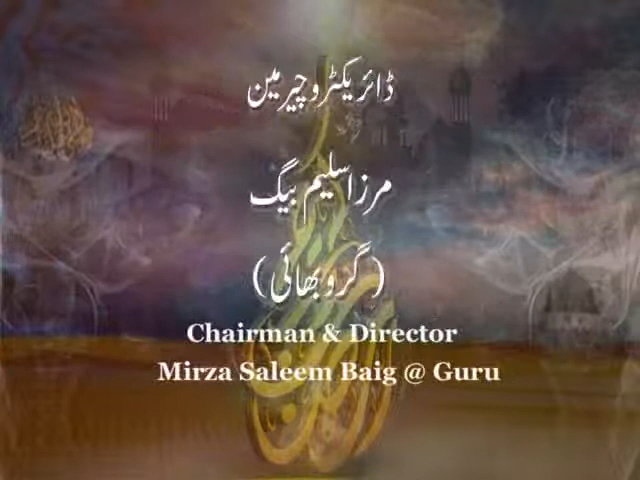 ڈائریکٹر و چیرمین
مرزا سلیم بیگ
(گرو بھائی)
Chairman & Director
Mirza Saleem Baig @ Guru